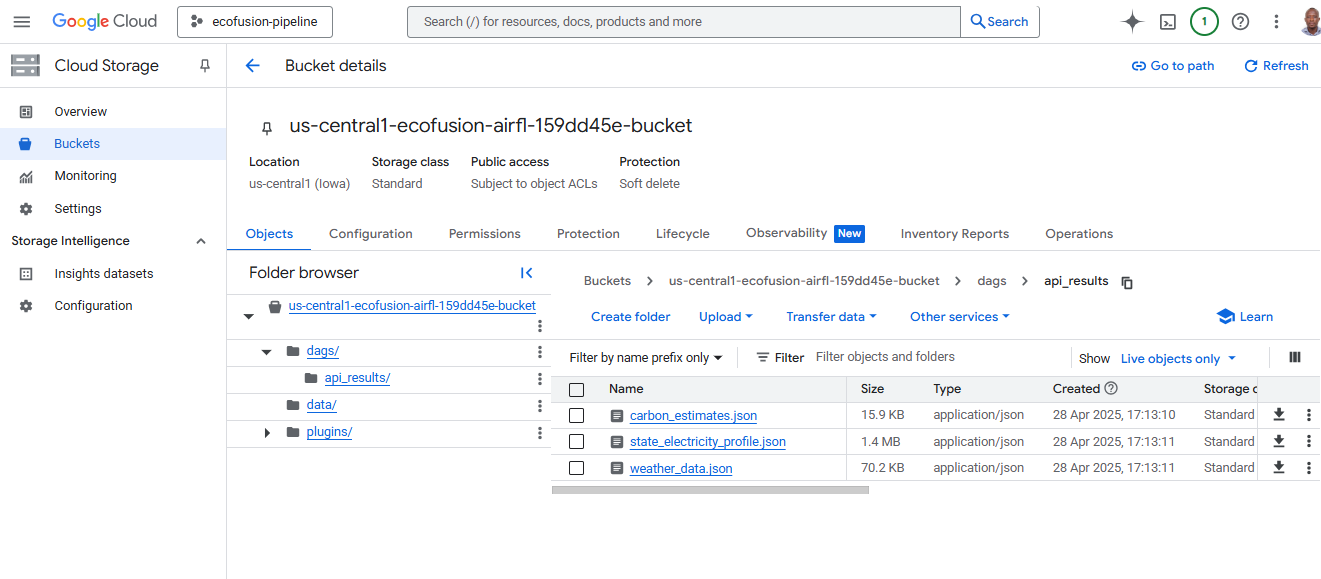 Google Cloud
ecofusion-pipeline
Search (/) for resources, docs, products and more
Search
1
Cloud Storage
Bucket details
Go to path
Refresh
Overview
Buckets
Monitoring
Settings
Storage Intelligence
Insights datasets
Configuration
us-central1-ecofusion-airfl-159dd45e-bucket
Location Storage class Public access Protection
us-central1 (Iowa) Standard Subject to object ACLs Soft delete
Objects Configuration Permissions Protection Lifecycle Observability New Inventory Reports Operations
Folder browser
us-central1-ecofusion-airfl-159dd45e-bucket
dags/
api_results/
data/
plugins/
Buckets > us-central1-ecofusion-airfl-159dd45e-bucket > dags > api_results
Create folder Upload Transfer data Other services Learn
Filter by name prefix only Filter Filter objects and folders Show Live objects only
Name Size Type Created Storage c
carbon_estimates.json 15.9 KB application/json 28 Apr 2025, 17:13:10 Standard
state_electricity_profile.json 1.4 MB application/json 28 Apr 2025, 17:13:11 Standard
weather_data.json 70.2 KB application/json 28 Apr 2025, 17:13:11 Standard